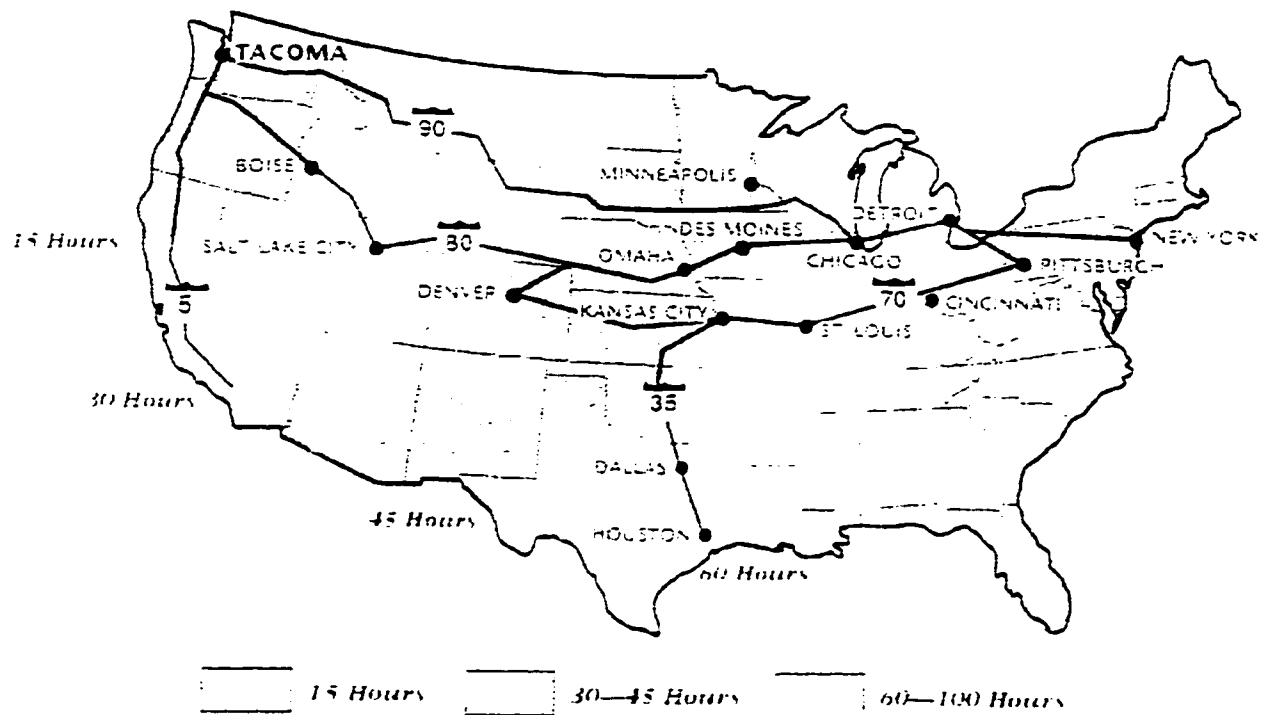 TACOMA
90
BOISE
MINNEAPOLIS
DETROIT
15 Hours
SALT LAKE CITY
80
DES MOINES
NEW YORK
OMAHA
CHICAGO
PITTSBURCH
DENVER
5
KANSAS CITY
70
CINCINNATI
ST LOUIS
30 Hours
35
DALLAS
45 Hours
HOUSTON
60 Hours
15 Hours
30—45 Hours
60—100 Hours